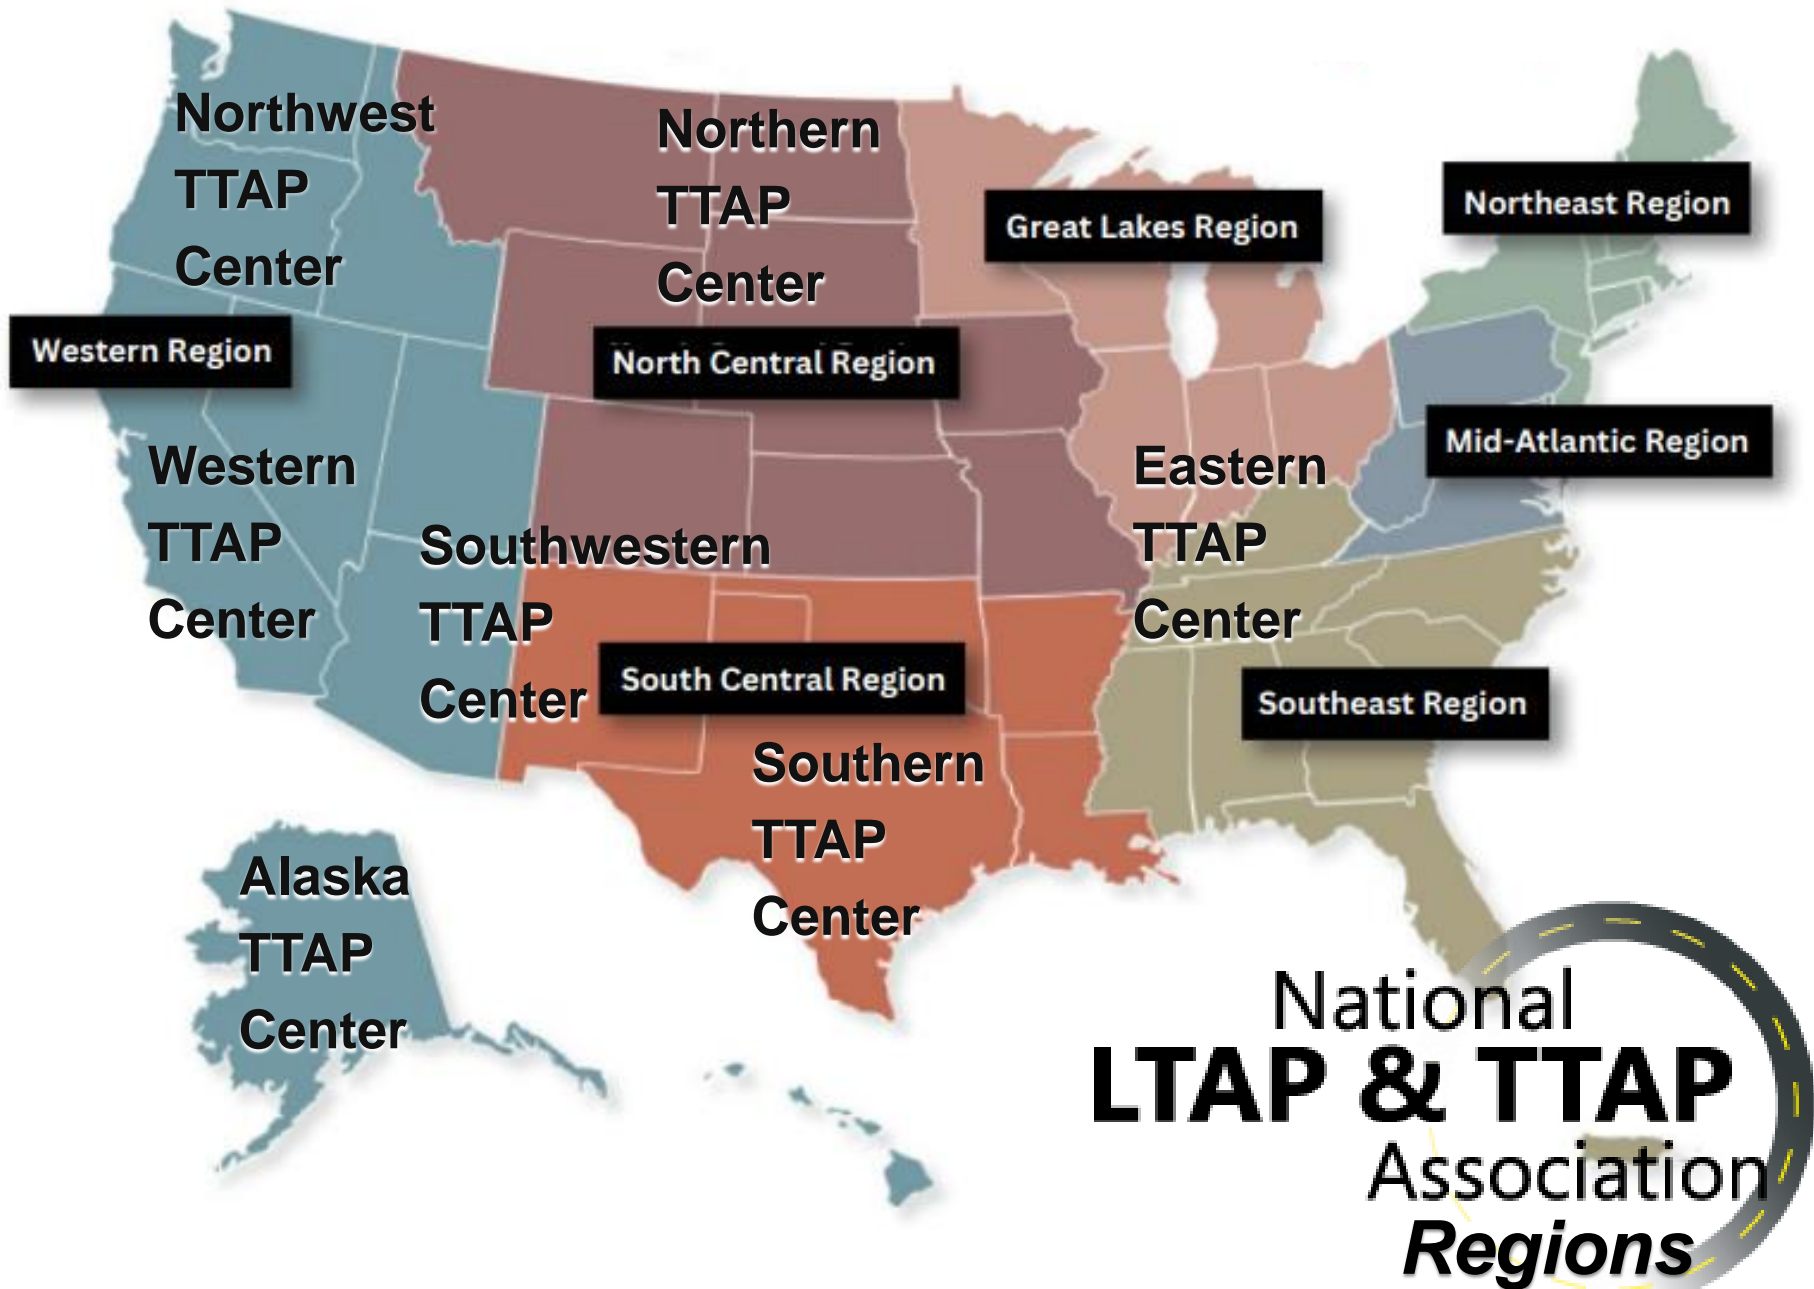 Northwest
TTAP
Center
Northern
TTAP
Center
Great Lakes Region
Northeast Region
Western Region
North Central Region
Mid-Atlantic Region
Western
TTAP
Center
Southwestern
TTAP
Center
Eastern
TTAP
Center
South Central Region
Southeast Region
Southern
TTAP
Center
Alaska
TTAP
Center
National
LTAP & TTAP
Association
Regions